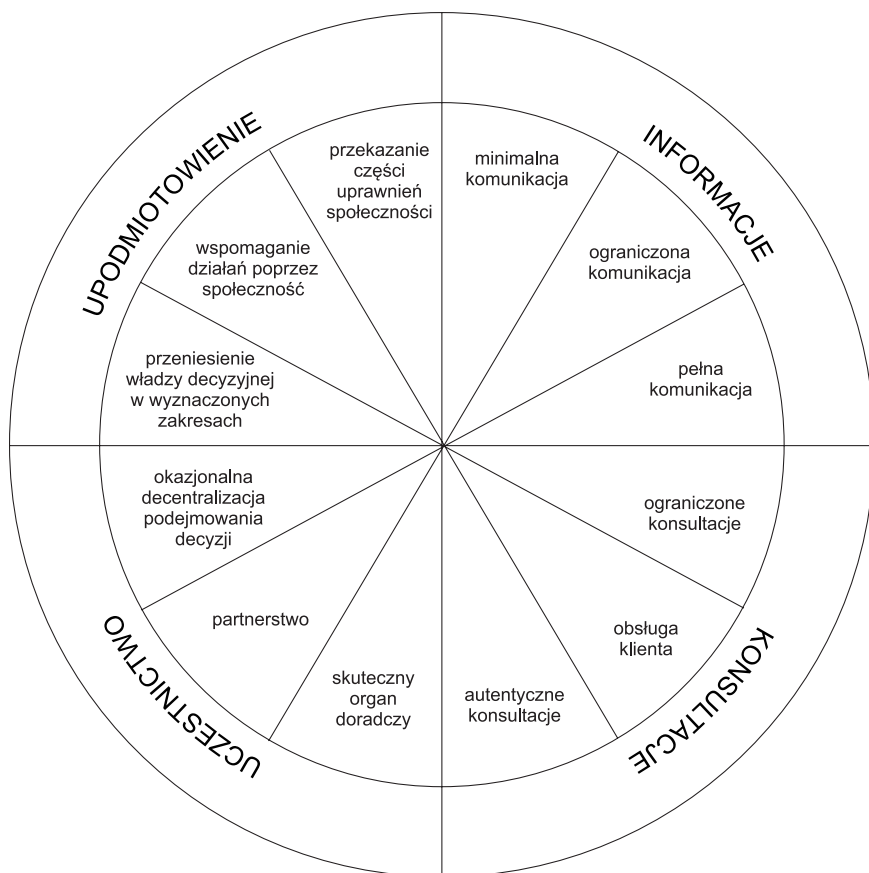 INFORMACJE
minimalna
komunikacja
ograniczona
komunikacja
pełna
komunikacja
KONSULTACJE
ograniczone
konsultacje
obsługa
klienta
autentyczne
konsultacje
UCZESTNICTWO
skuteczny
organ
doradczy
partnerstwo
okazjonalna
decentralizacja
podejmowania
decyzji
UPODMIOTOWIENIE
przeniesienie
władzy decyzyjnej
w wyznaczonych
zakresach
wspomaganie
działań poprzez
społeczność
przekazanie
części
uprawnień
społeczności